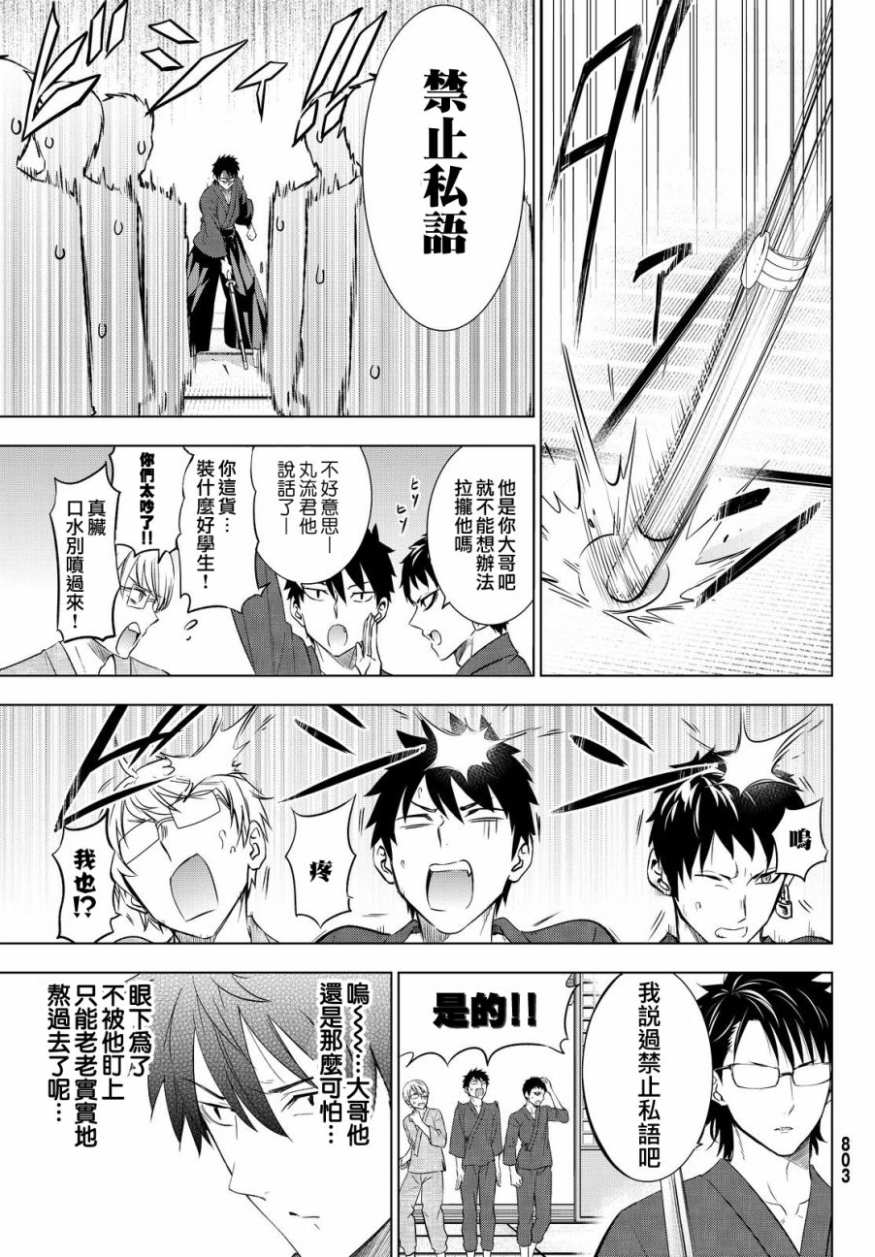 ダン
禁止私語
ビシィ
他是你大哥吧
就不能想辦法
拉攏他嗎
ヒソ
ヒソ
不好意思ー
丸流君他
說話了ー
你這貨…
裝什麼好學生！
你們太吵了!!
真臟
口水別噴過來！
嗚
疼
我也!?
我說過禁止私語吧
是的!!
嗚～～～…大哥他
還是那麼可怕…
眼下為了
不被他盯上
只能老老實實地
熬過去了呢…
803